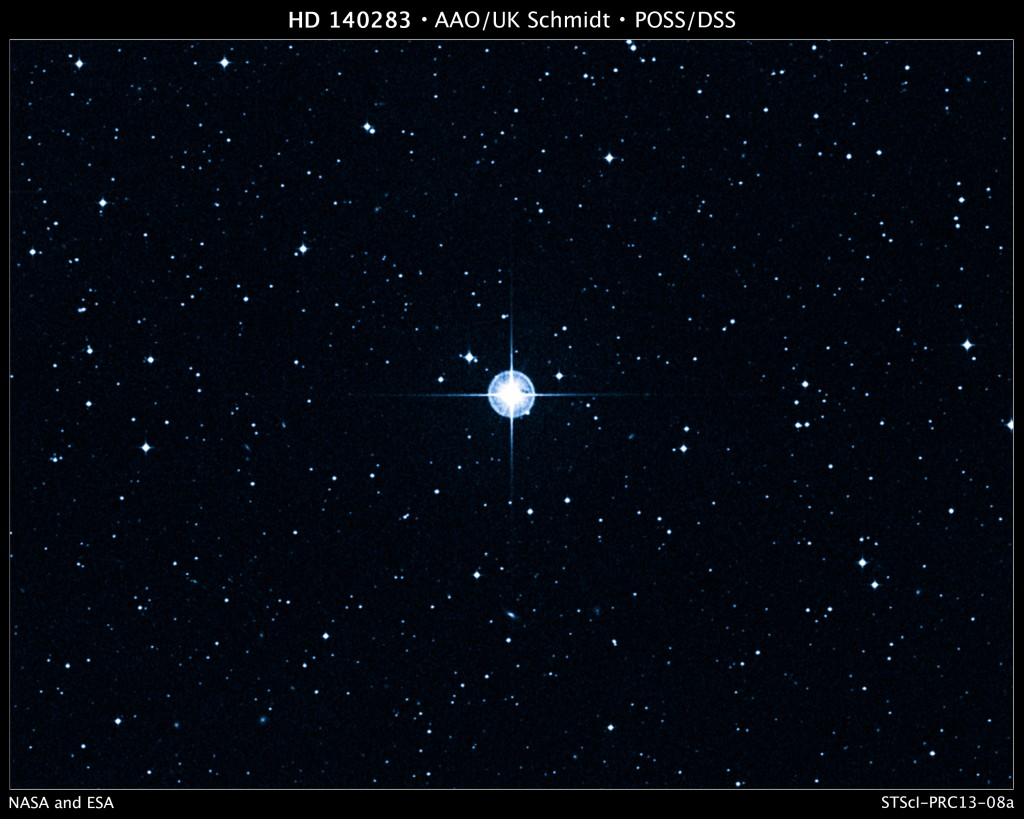 HD 140283 • AAO/UK Schmidt • POSS/DSS
NASA and ESA
STScI-PRC13-08a